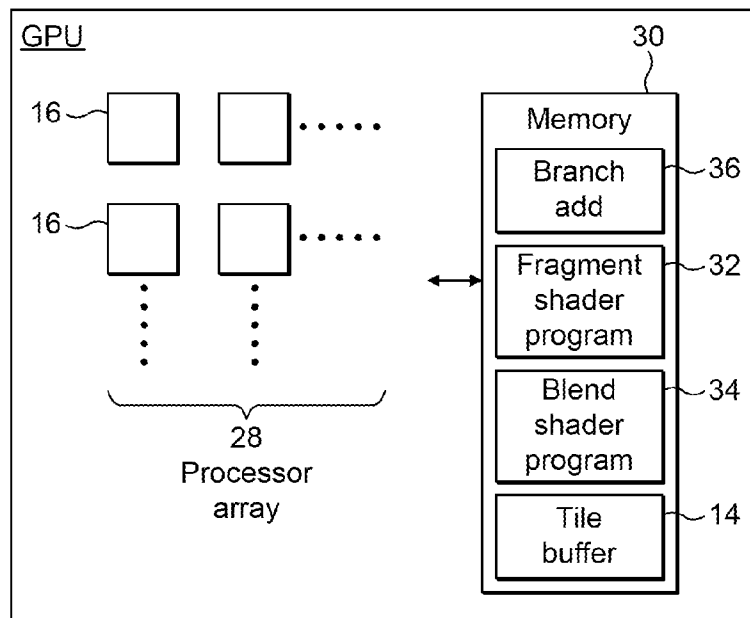 GPU
30
16
Memory
Branch
add
36
16
Fragment
shader
program
32
Blend
shader
program
34
28
Processor
array
Tile
buffer
14